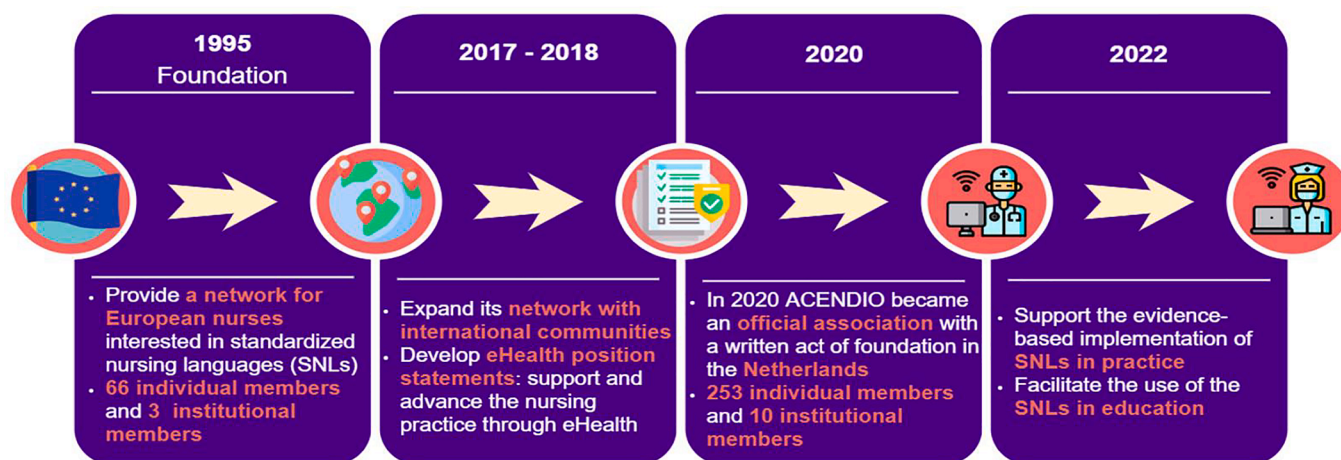 1995
Foundation
• Provide a network for
European nurses
interested in standardized
nursing languages (SNLs)
• 66 individual members
and 3 institutional
members
2017 - 2018
• Expand its network with
international communities
• Develop eHealth position
statements: support and
advance the nursing
practice through eHealth
2020
• In 2020 ACENDIO became
an official association with
a written act of foundation in
the Netherlands
• 253 individual members
and 10 institutional
members
2022
• Support the evidence-
based implementation of
SNLs in practice
• Facilitate the use of the
SNLs in education